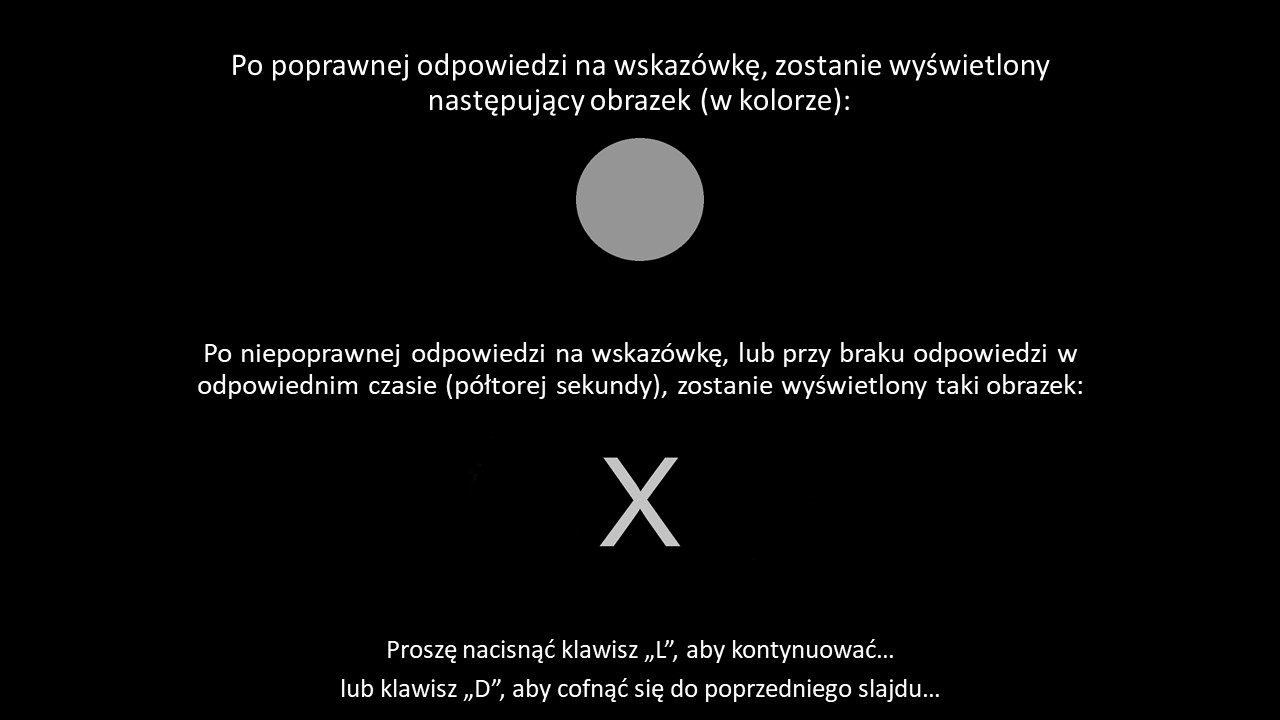 Po poprawnej odpowiedzi na wskazówkę, zostanie wyświetlony
następujący obrazek (w kolorze):
Po niepoprawnej odpowiedzi na wskazówkę, lub przy braku odpowiedzi w
odpowiednim czasie (półtorej sekundy), zostanie wyświetlony taki obrazek:
X
Proszę nacisnąć klawisz „L”, aby kontynuować...
lub klawisz „D”, aby cofnąć się do poprzedniego slajdu...